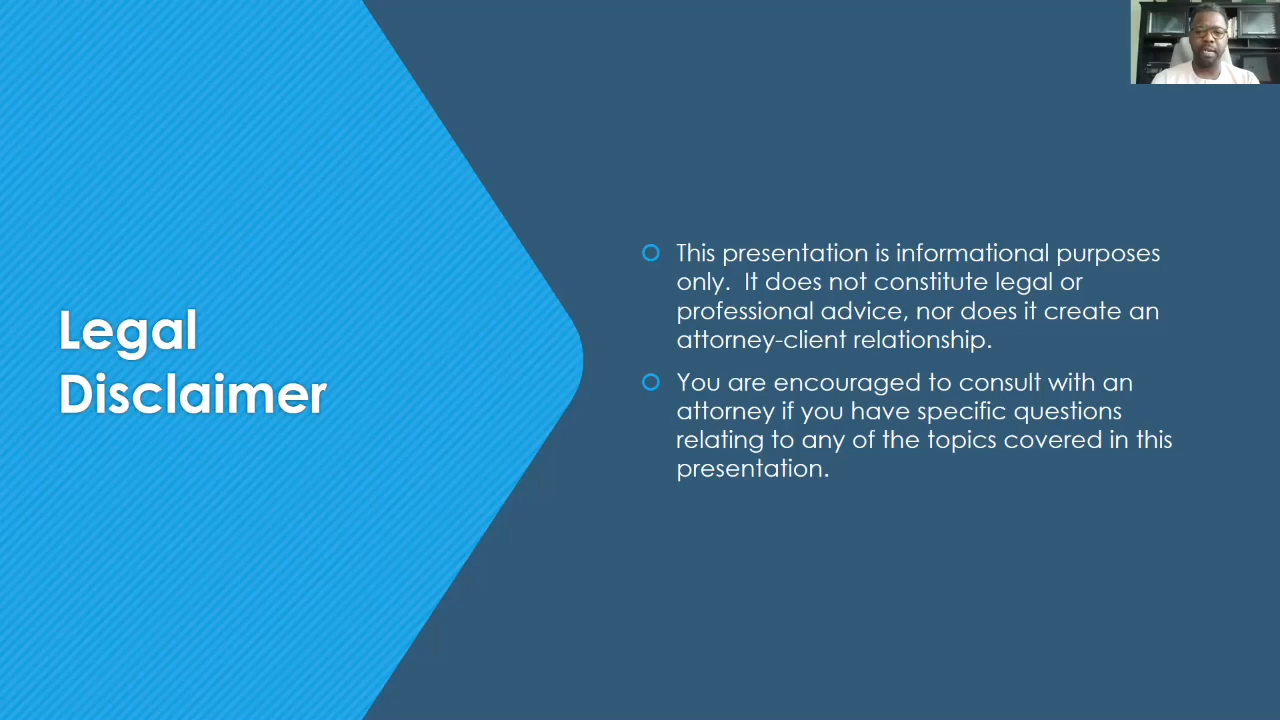 Legal
Disclaimer
This presentation is informational purposes
only.  It does not constitute legal or
professional advice, nor does it create an
attorney-client relationship.
You are encouraged to consult with an
attorney if you have specific questions
relating to any of the topics covered in this
presentation.